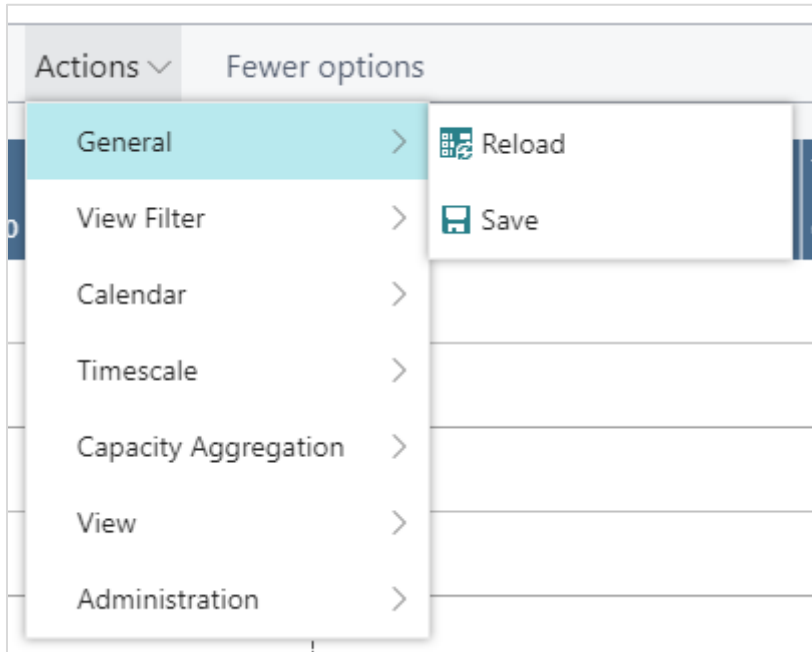 Actions Fewer options
General
Reload
View Filter
Save
Calendar
Timescale
Capacity Aggregation
View
Administration